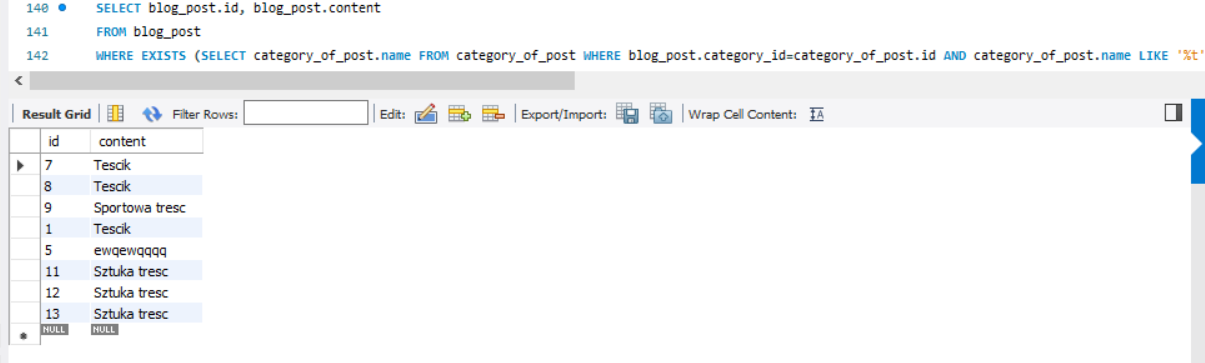 140 SELECT blog_post.id, blog_post.content
141 FROM blog_post
142 WHERE EXISTS (SELECT category_of_post.name FROM category_of_post WHERE blog_post.category_id=category_of_post.id AND category_of_post.name LIKE '%t'
Result Grid Filter Rows: Edit: Export/Import: Wrap Cell Content: IA
id content
7 Tescik
8 Tescik
9 Sportowa tresc
1 Tescik
5 ewqewqqqq
11 Sztuka tresc
12 Sztuka tresc
13 Sztuka tresc
NULL NULL